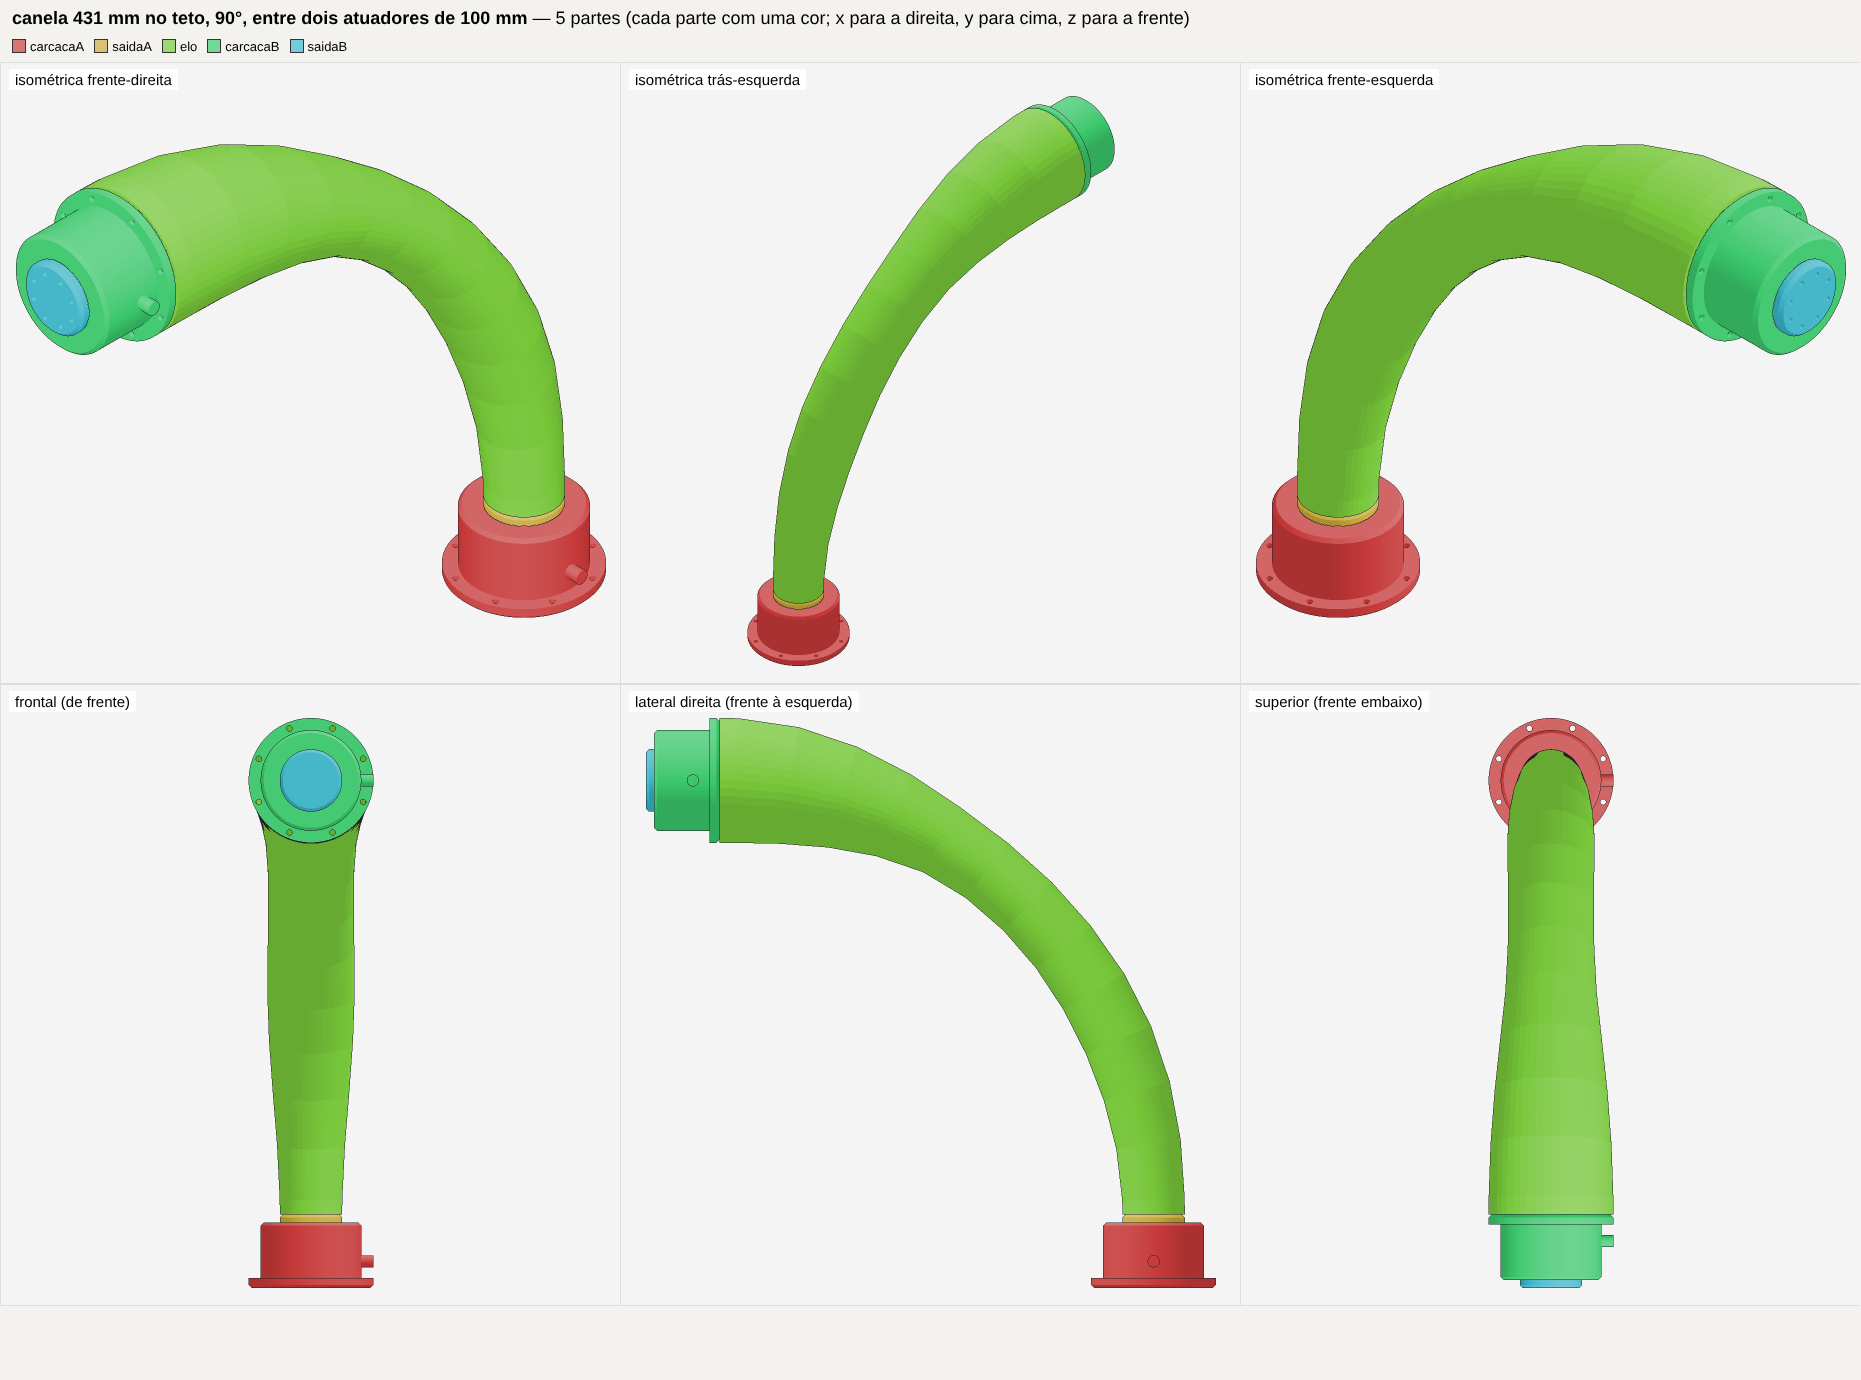 canela 431 mm no teto, 90°, entre dois atuadores de 100 mm — 5 partes (cada parte com uma cor; x para a direita, y para cima, z para a frente)
carcacaA saidaA elo carcacaB saidaB
isométrica frente-direita
isométrica trás-esquerda
isométrica frente-esquerda
frontal (de frente)
lateral direita (frente à esquerda)
superior (frente embaixo)